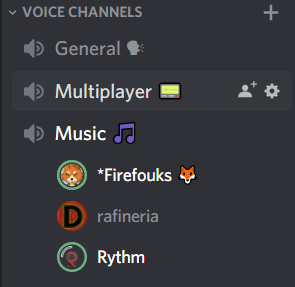 VOICE CHANNELS
General 🗣
Multiplayer 📟
Music 🎵
*Firefouks 🦊
D rafineria
Rythm